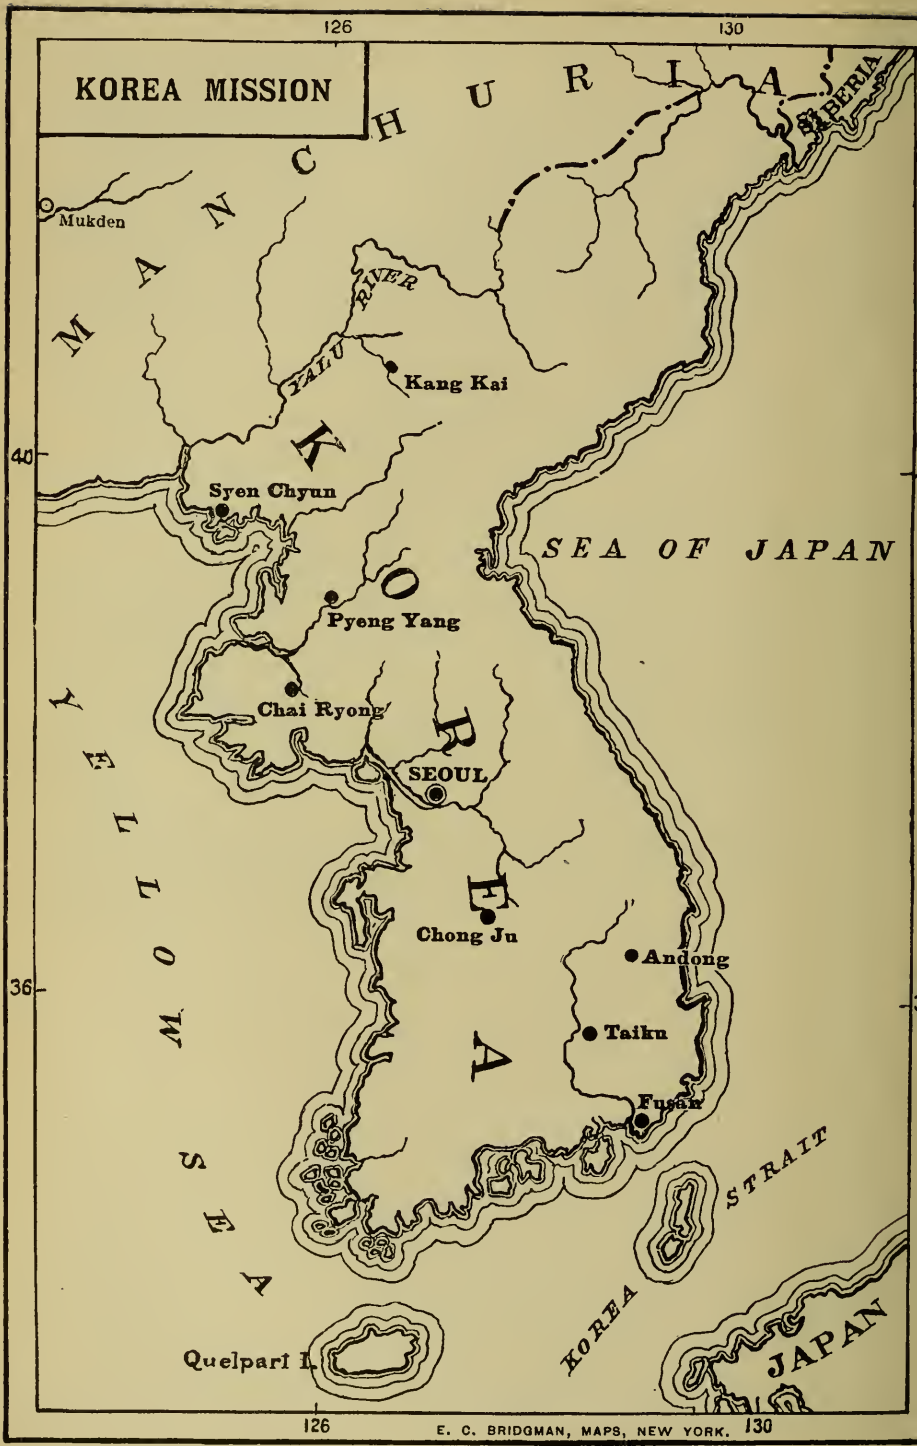 126 130
KOREA MISSION
MANCHURIA
SIBERIA
Mukden
YALU RIVER
Kang Kai
40
Syen Chyun
SEA OF JAPAN
KOREA
Pyeng Yang
Chai Ryong
YELLOW SEA
SEOUL
Chong Ju
Andong
36
Taiku
Fusan
KOREA STRAIT
Quelpart I.
JAPAN
126 130
E. C. BRIDGMAN, MAPS, NEW YORK.